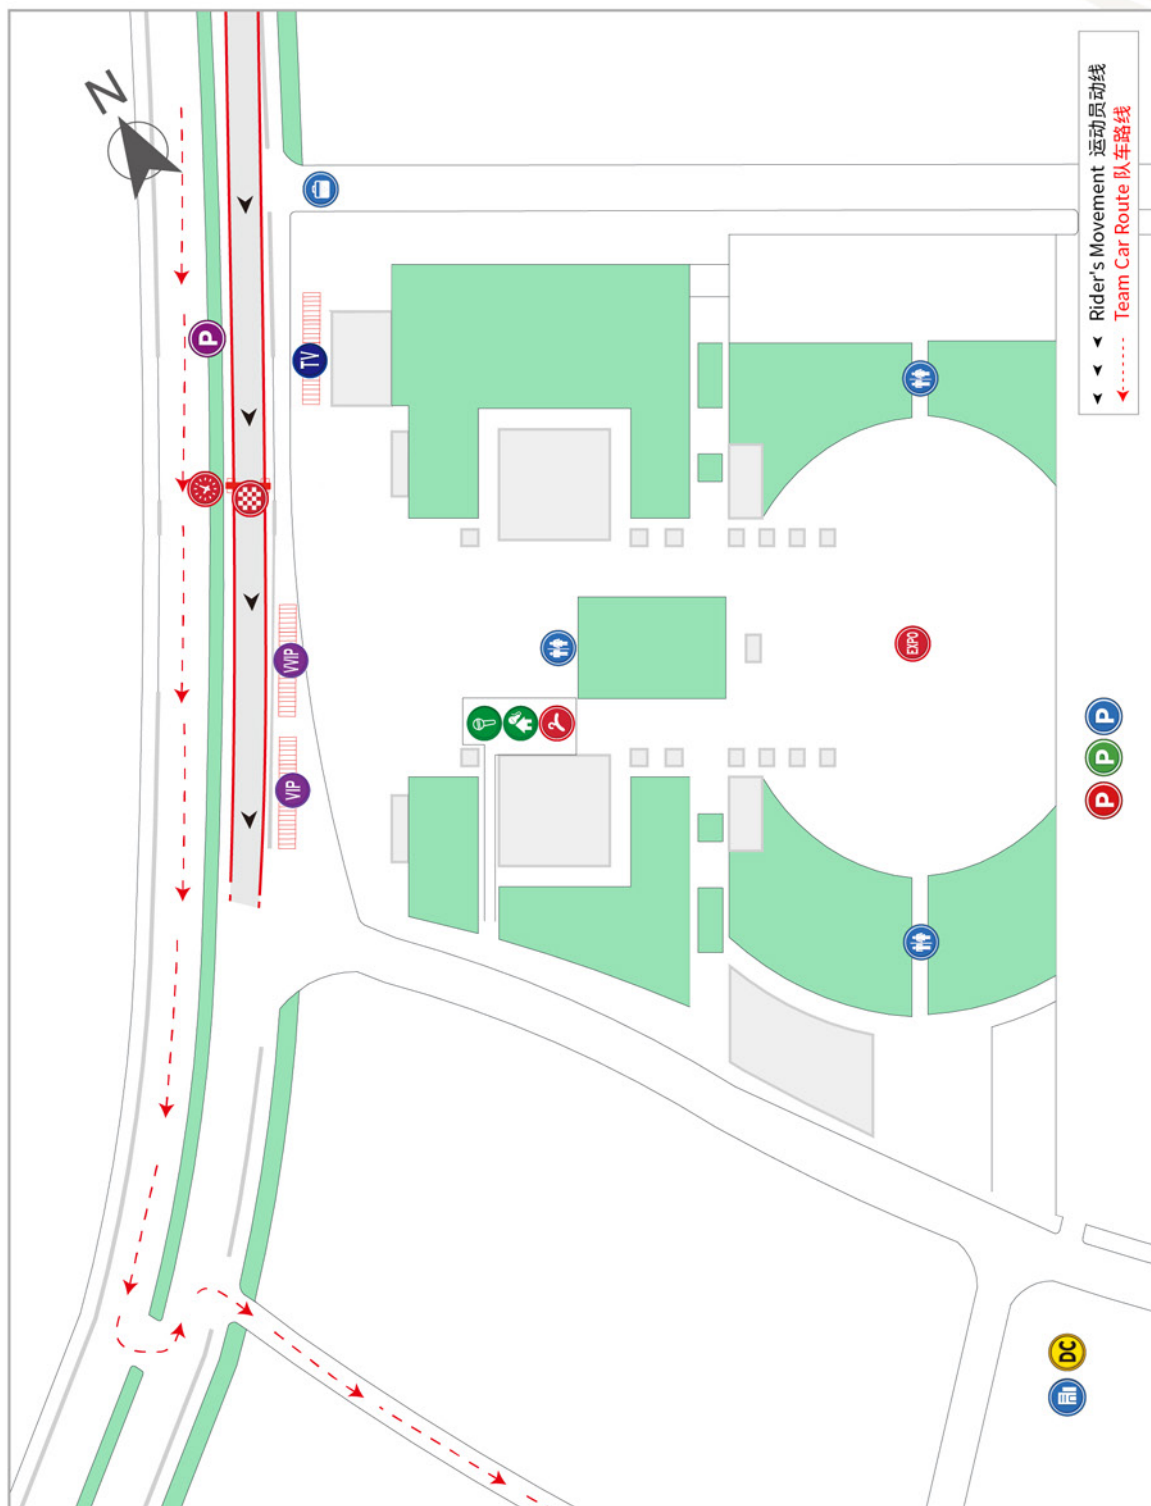 N
Rider's Movement 运动员动线
Team Car Route 队车路线
P
TV
VVIP
VIP
EXPO
P
P
P
DC